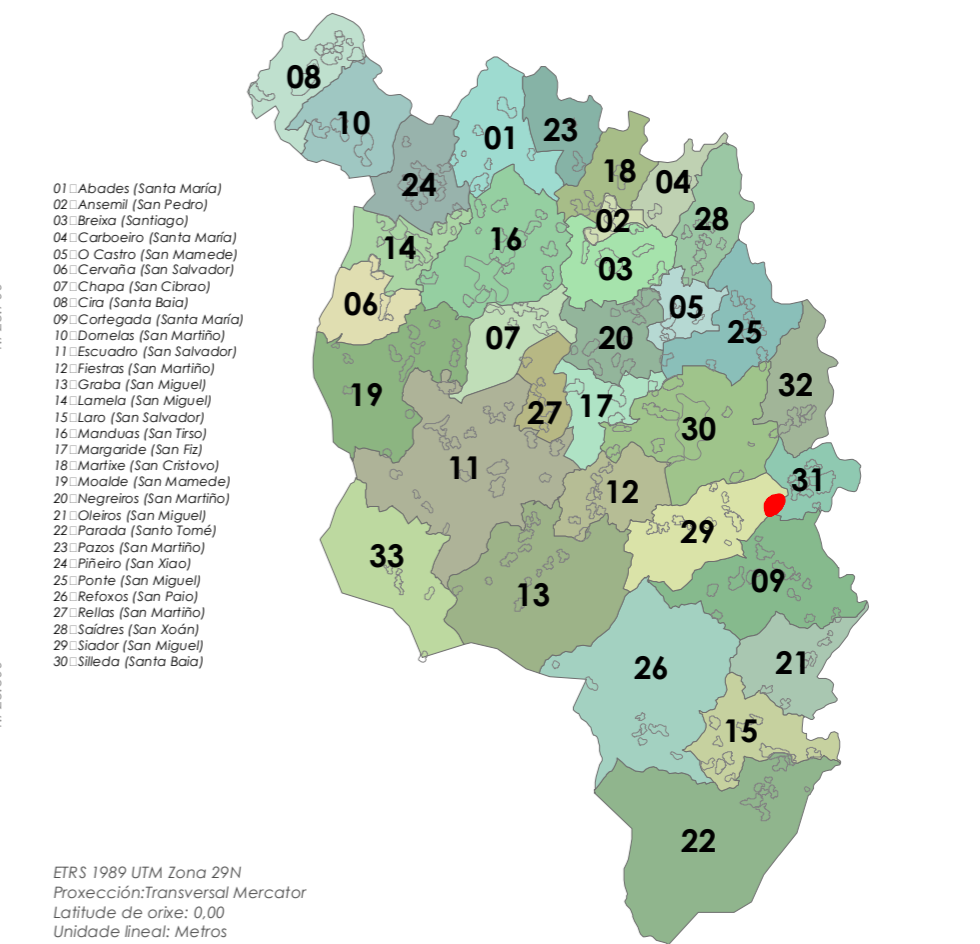 08
10
01
23
18
04
24
02
28
16
14
03
06
05
07
20
25
19
32
27
17
30
11
12
31
29
33
09
13
26
21
15
22
01 Abades (Santa María)
02 Ansemil (San Pedro)
03 Breixa (Santiago)
04 Carboeiro (Santa María)
05 O Castro (San Mamede)
06 Cervaña (San Salvador)
07 Chapa (San Cibrao)
08 Cira (Santa Baia)
09 Cortegada (Santa María)
10 Dornelas (San Martiño)
11 Escuadro (San Salvador)
12 Fiestras (San Martiño)
13 Graba (San Miguel)
14 Lamela (San Miguel)
15 Laro (San Salvador)
16 Manduas (San Tirso)
17 Margaride (San Fiz)
18 Martixe (San Cristovo)
19 Moalde (San Mamede)
20 Negreiros (San Martiño)
21 Oleiros (San Miguel)
22 Parada (Santo Tomé)
23 Pazos (San Martiño)
24 Piñeiro (San Xiao)
25 Ponte (San Miguel)
26 Refoxos (San Paio)
27 Rellas (San Martiño)
28 Saídres (San Xoán)
29 Siador (San Miguel)
30 Silleda (Santa Baia)
ETRS 1989 UTM Zona 29N
Proxección:Transversal Mercator
Latitude de orixe: 0,00
Unidade lineal: Metros